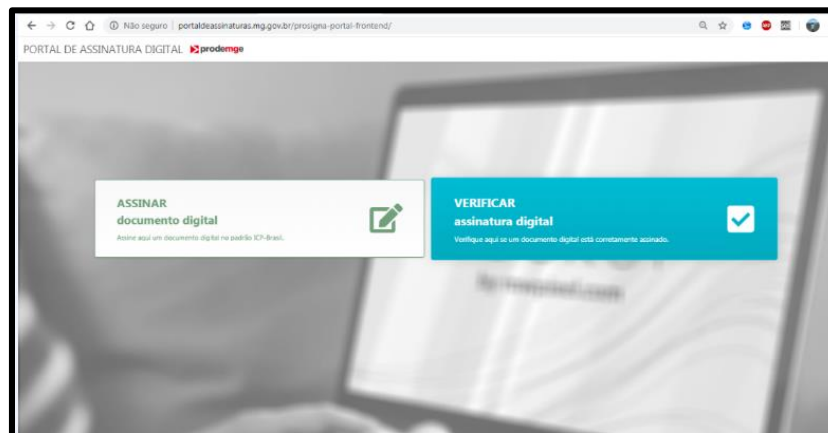 Não seguro | portaldeassinaturas.mg.gov.br/prosigna-portal-frontend/
PORTAL DE ASSINATURA DIGITAL prodemge
ASSINAR
documento digital
Assine aqui um documento digital no padrão ICP-Brasil.
VERIFICAR
assinatura digital
Verifique aqui se um documento digital está corretamente assinado.